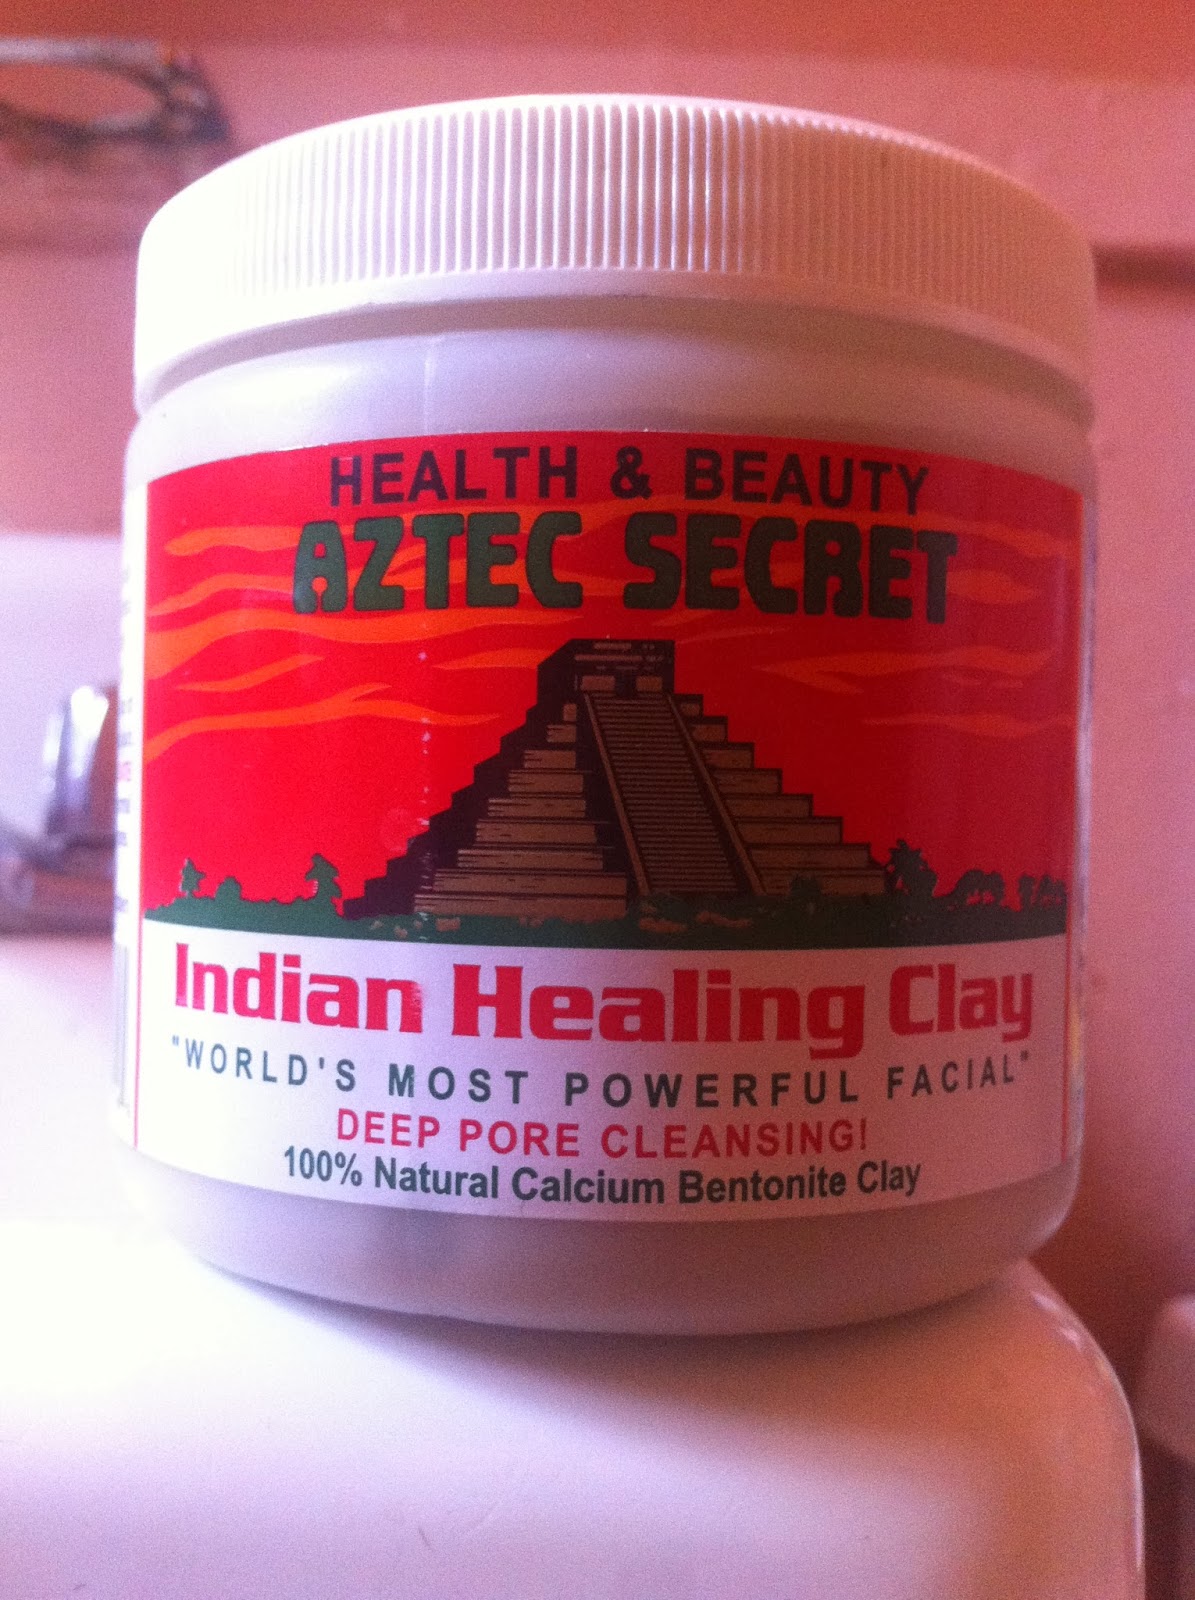 HEALTH & BEAUTY
AZTEC SECRET
Indian Healing Clay
"WORLD'S MOST POWERFUL FACIAL"
DEEP PORE CLEANSING!
100% Natural Calcium Bentonite Clay